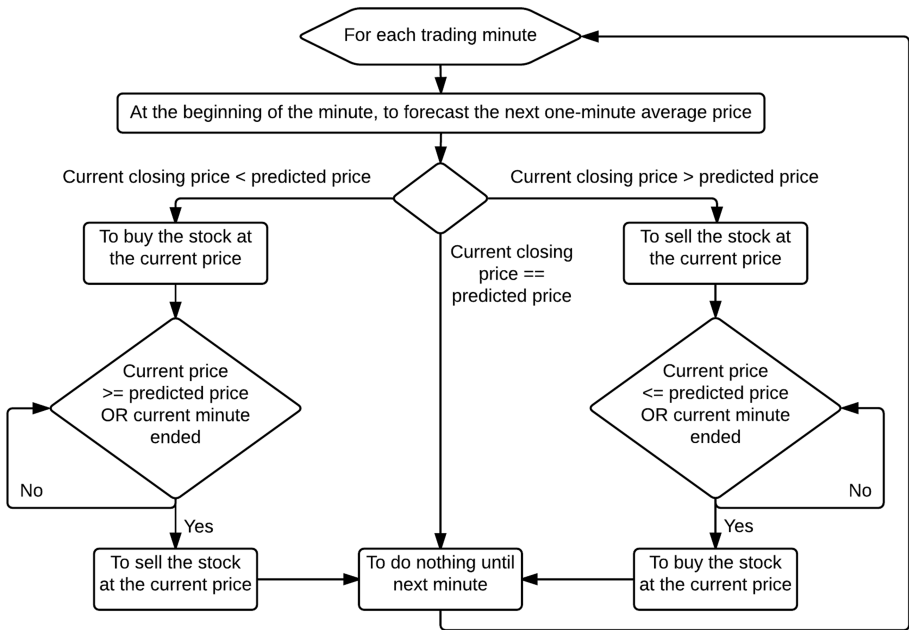 For each trading minute
At the beginning of the minute, to forecast the next one-minute average price
Current closing price < predicted price
Current closing price > predicted price
To buy the stock at
the current price
Current closing
price ==
predicted price
To sell the stock at
the current price
Current price
>= predicted price
OR current minute
ended
Current price
<= predicted price
OR current minute
ended
No
No
Yes
Yes
To sell the stock
at the current price
To do nothing until
next minute
To buy the stock
at the current price